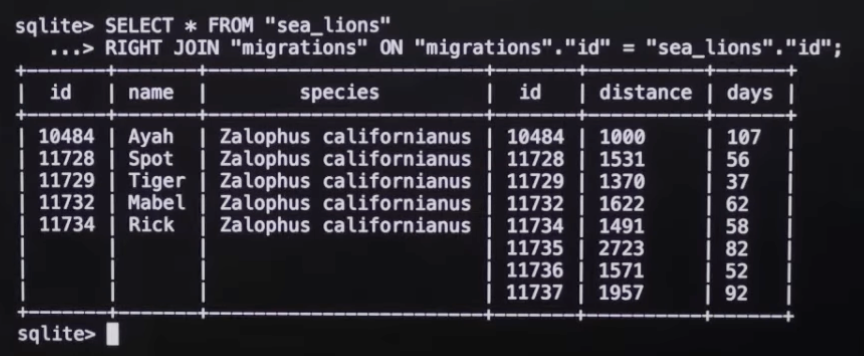 sqlite> SELECT * FROM "sea_lions"
...> RIGHT JOIN "migrations" ON "migrations"."id" = "sea_lions"."id";
| id | name | species | id | distance | days |
| 10484 | Ayah | Zalophus californianus | 10484 | 1000 | 107 |
| 11728 | Spot | Zalophus californianus | 11728 | 1531 | 56 |
| 11729 | Tiger | Zalophus californianus | 11729 | 1370 | 37 |
| 11732 | Mabel | Zalophus californianus | 11732 | 1622 | 62 |
| 11734 | Rick | Zalophus californianus | 11734 | 1491 | 58 |
| | | | 11735 | 2723 | 82 |
| | | | 11736 | 1571 | 52 |
| | | | 11737 | 1957 | 92 |
sqlite>